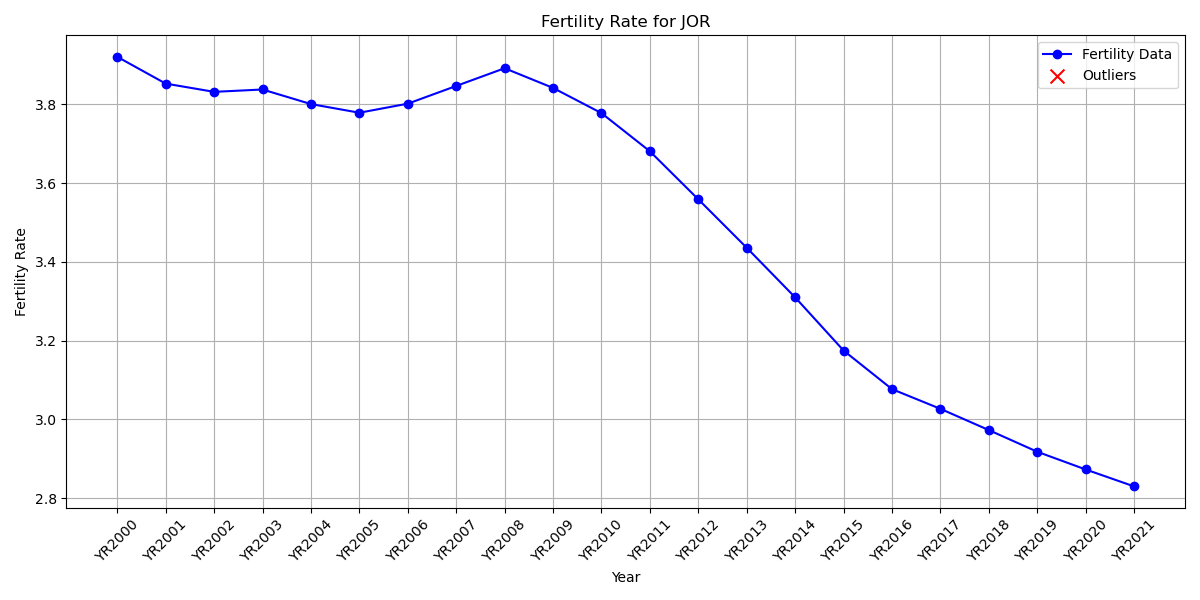 Fertility Rate for JOR
Fertility Data
Outliers
Fertility Rate
3.8
3.6
3.4
3.2
3.0
2.8
YR2000
YR2001
YR2002
YR2003
YR2004
YR2005
YR2006
YR2007
YR2008
YR2009
YR2010
YR2011
YR2012
YR2013
YR2014
YR2015
YR2016
YR2017
YR2018
YR2019
YR2020
YR2021
Year